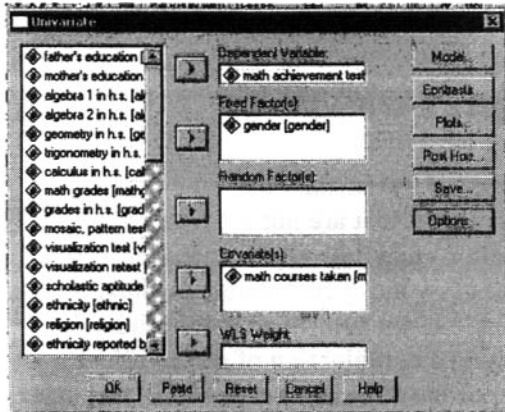 Univariate
father's education [
mother's education
algebra 1 in h.s. [al
algebra 2 in h.s. [al
geometry in h.s. [ge
trigonometry in h.s.
calculus in h.s. [cal
math grades [mathg
grades in h.s. [grad
mosaic, pattern test
visualization test [vi
visualization retest [
scholastic aptitude
ethnicity [ethnic]
religion [religion]
ethnicity reported b
Dependent Variable:
math achievement test
Fixed Factor(s):
gender [gender]
Random Factor(s):
Covariate(s):
math courses taken [m
WLS Weight:
Model...
Contrasts...
Plots...
Post Hoc...
Save...
Options...
OK
Paste
Reset
Cancel
Help